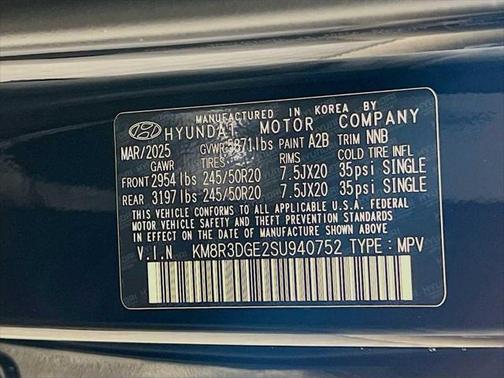 MANUFACTURED IN KOREA BY
HYUNDAI MOTOR COMPANY
MAR/2025 GVWR 5971 lbs PAINT A2B TRIM NNB
GAWR TIRES RIMS COLD TIRE INFL
FRONT 2954 lbs 245/50R20 7.5JX20 35psi SINGLE
REAR 3197 lbs 245/50R20 7.5JX20 35psi SINGLE
THIS VEHICLE CONFORMS TO ALL APPLICABLE U.S.A. FEDERAL
MOTOR VEHICLE SAFETY AND THEFT PREVENTION STANDARDS
IN EFFECT ON THE DATE OF MANUFACTURE SHOWN ABOVE.
V.I.N KM8R3DGE2SU940752 TYPE: MPV